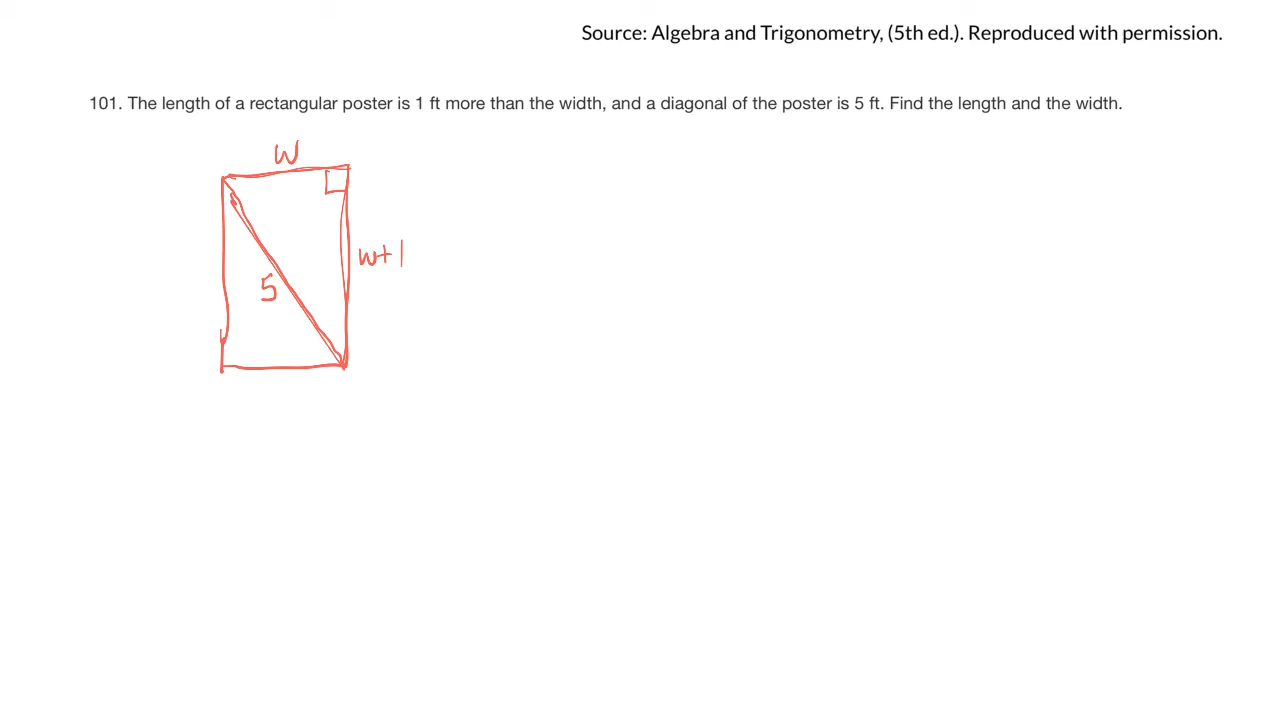 Source: Algebra and Trigonometry, (5th ed.). Reproduced with permission.
101. The length of a rectangular poster is 1 ft more than the width, and a diagonal of the poster is 5 ft. Find the length and the width.
w
w+1
5